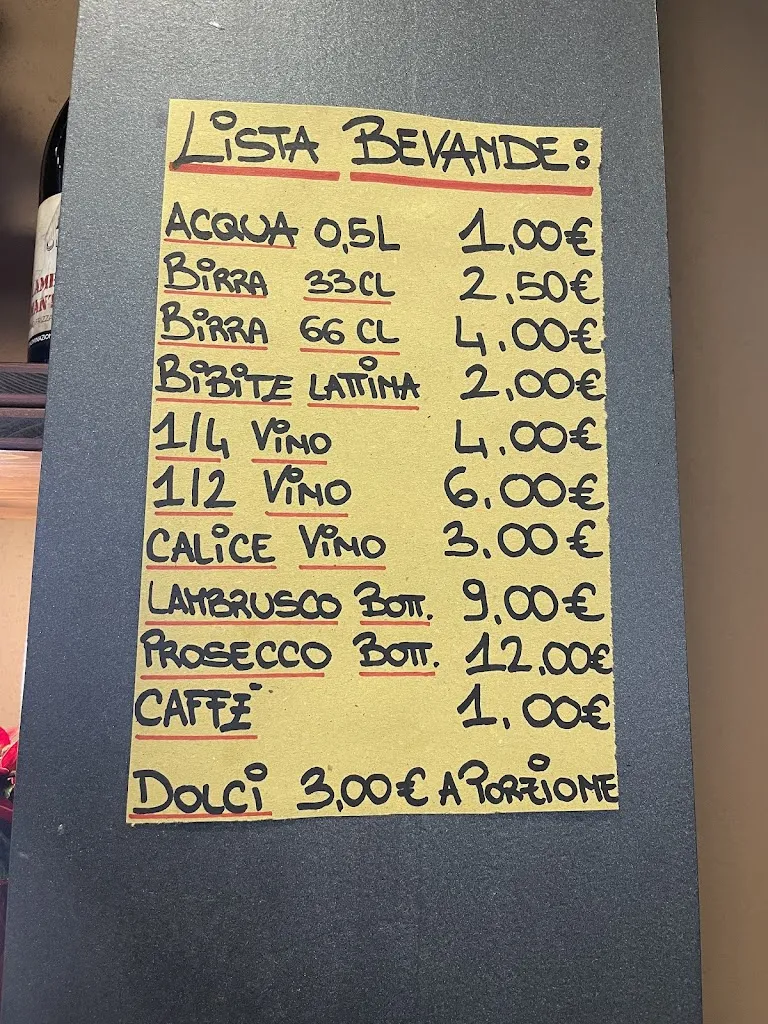 LiSTA BEVANDE:
ACQUA 0,5L 1,00€
BiRRA 33CL 2,50€
BiRRA 66 CL 4,00€
BiBiTE LATTiNA 2,00€
1/4 ViNO 4,00€
1/2 ViNO 6,00€
CALiCE ViNO 3,00€
LAMBRUSCO BOTT. 9,00€
PROSECCO BOTT. 12,00€
CAFFÈ 1,00€
DOLCi 3,00€ A PORZiONE